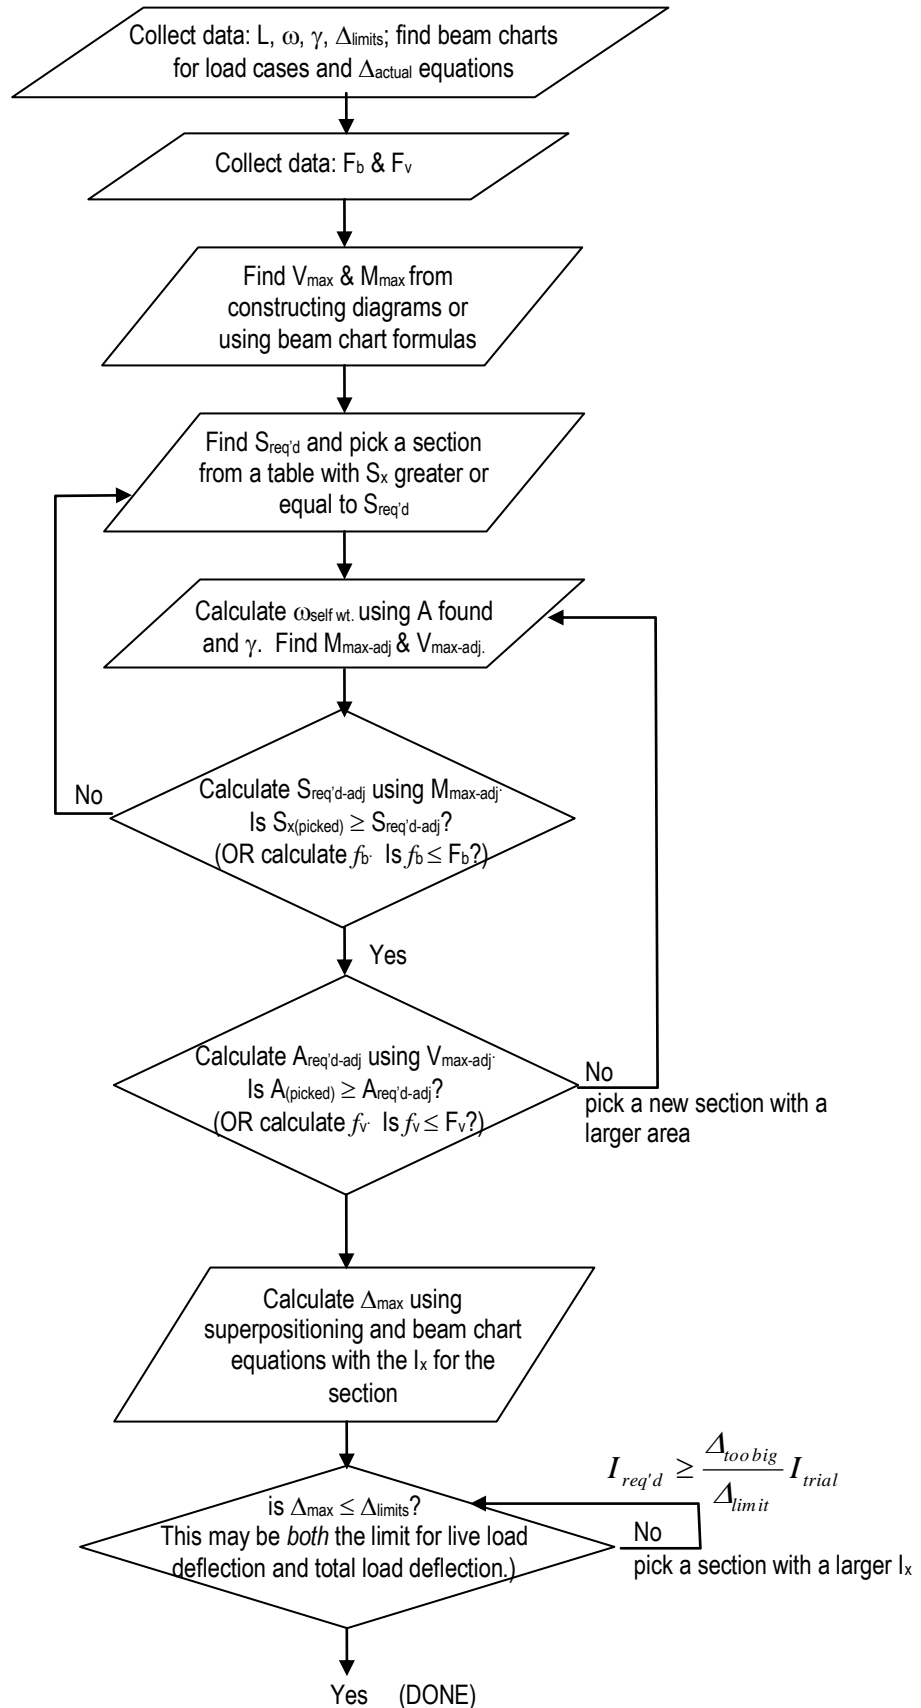 Collect data: L, ω, γ, Δlimits; find beam charts
for load cases and Δactual equations
Collect data: Fb & Fv
Find Vmax & Mmax from
constructing diagrams or
using beam chart formulas
Find Sreq'd and pick a section
from a table with Sx greater or
equal to Sreq'd
Calculate ωself wt. using A found
and γ. Find Mmax-adj & Vmax-adj.
No
Calculate Sreq'd-adj using Mmax-adj.
Is Sx(picked) ≥ Sreq'd-adj?
(OR calculate fb. Is fb ≤ Fb?)
Yes
Calculate Areq'd-adj using Vmax-adj.
Is A(picked) ≥ Areq'd-adj?
(OR calculate fv. Is fv ≤ Fv?)
No
pick a new section with a
larger area
Calculate Δmax using
superpositioning and beam chart
equations with the Ix for the
section
Ireq'd ≥ Δtoo big / Δlimit Itrial
is Δmax ≤ Δlimits?
This may be both the limit for live load
deflection and total load deflection.)
No
pick a section with a larger Ix
Yes (DONE)